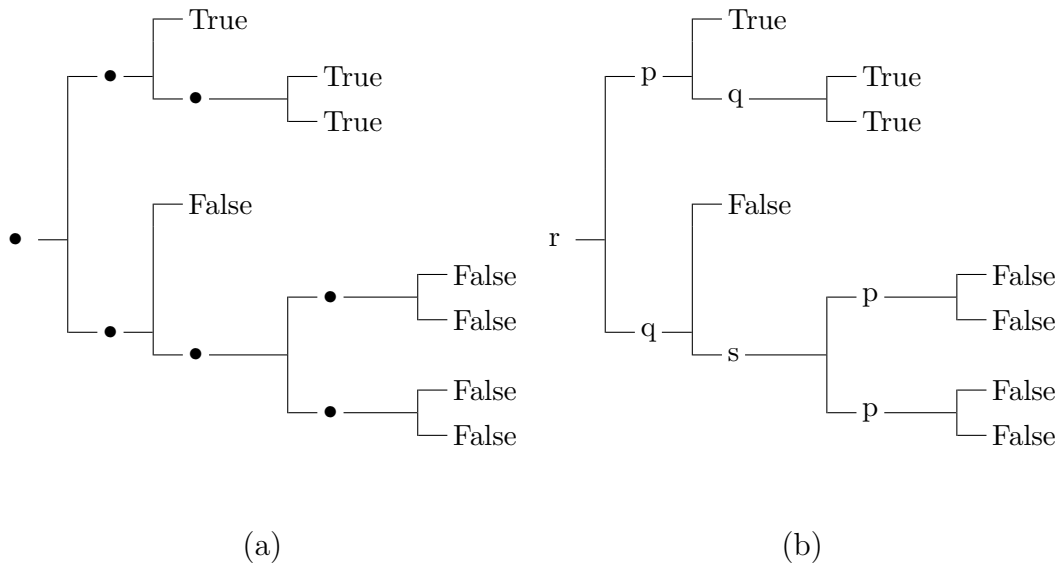 True True
p
True True
q
True True
False False
r
False False
p
False False
q
s
False False
p
False False
(a) (b)